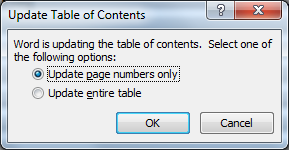 Update Table of Contents
Word is updating the table of contents.  Select one of
the following options:
Update page numbers only
Update entire table
OK
Cancel